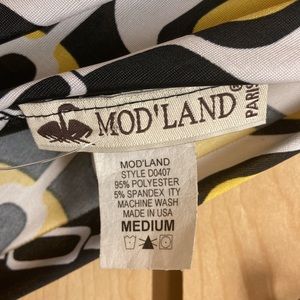 MOD'LAND®
PARIS
MOD'LAND
STYLE D0407
95% POLYESTER
5% SPANDEX ITY
MACHINE WASH
MADE IN USA
MEDIUM